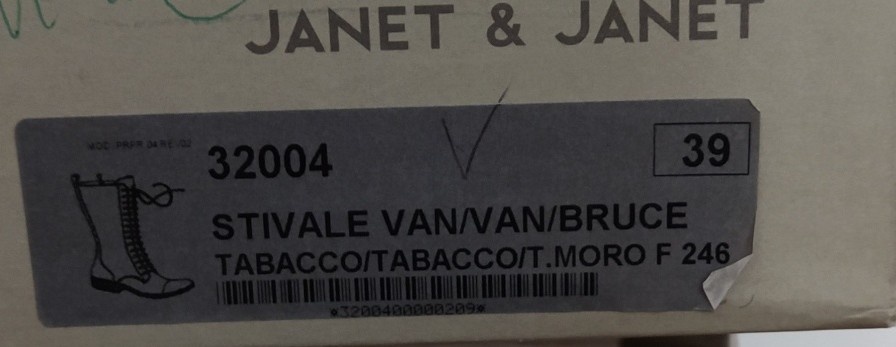 JANET & JANET
32004
39
STIVALE VAN/VAN/BRUCE
TABACCO/TABACCO/T.MORO F 246
*3200400000209*